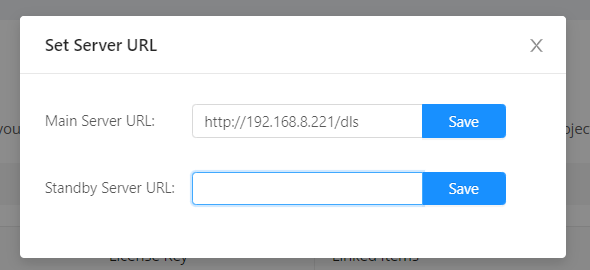 Set Server URL
X
Main Server URL: http://192.168.8.221/dls Save
you
Standby Server URL: Save
License Key Linked Items